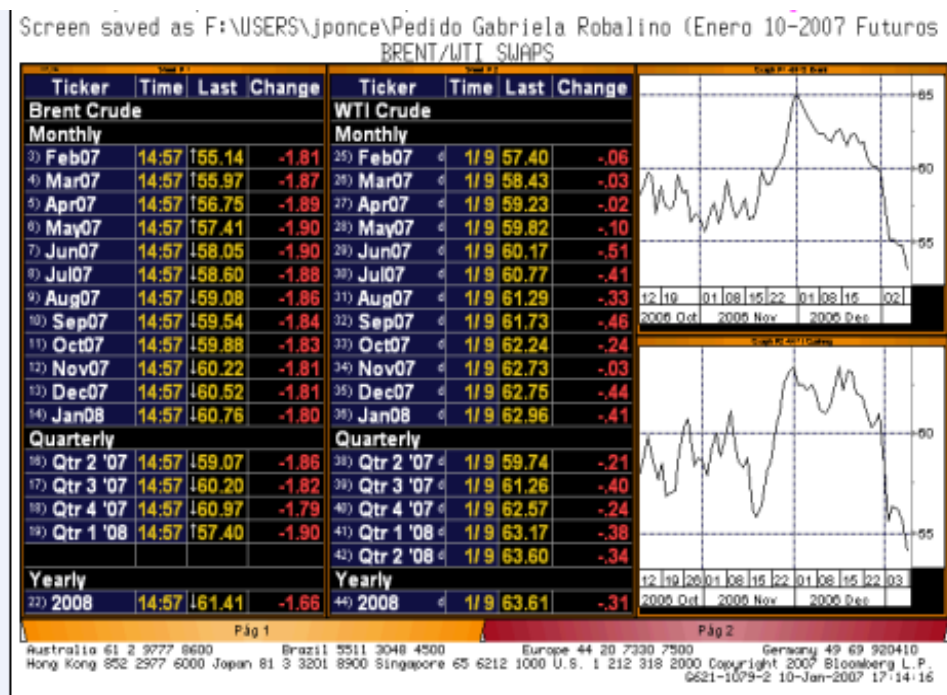 Screen saved as F:\USERS\jponce\Pedido Gabriela Robalino (Enero 10-2007 Futuros
BRENT/WTI SWAPS
Ticker Time Last Change
Brent Crude
Monthly
3) Feb07 14:57 ↑55.14 -1.81
4) Mar07 14:57 ↑55.97 -1.87
5) Apr07 14:57 ↑56.75 -1.89
6) May07 14:57 ↑57.41 -1.90
7) Jun07 14:57 ↓58.05 -1.90
8) Jul07 14:57 ↓58.60 -1.88
9) Aug07 14:57 ↓59.08 -1.86
10) Sep07 14:57 ↓59.54 -1.84
11) Oct07 14:57 ↓59.88 -1.83
12) Nov07 14:57 ↓60.22 -1.81
13) Dec07 14:57 ↓60.52 -1.81
14) Jan08 14:57 ↓60.76 -1.80
Quarterly
16) Qtr 2 '07 14:57 ↓59.07 -1.86
17) Qtr 3 '07 14:57 ↓60.20 -1.82
18) Qtr 4 '07 14:57 ↓60.97 -1.79
19) Qtr 1 '08 14:57 ↑57.40 -1.90
Yearly
22) 2008 14:57 ↓61.41 -1.66
Ticker Time Last Change
WTI Crude
Monthly
25) Feb07 d 1/9 57.40 -.06
26) Mar07 d 1/9 58.43 -.03
27) Apr07 d 1/9 59.23 -.02
28) May07 d 1/9 59.82 -.10
29) Jun07 d 1/9 60.17 -.51
30) Jul07 d 1/9 60.77 -.41
31) Aug07 d 1/9 61.29 -.33
32) Sep07 d 1/9 61.73 -.46
33) Oct07 d 1/9 62.24 -.24
34) Nov07 d 1/9 62.73 -.03
35) Dec07 d 1/9 62.75 -.44
36) Jan08 d 1/9 62.96 -.41
Quarterly
38) Qtr 2 '07 d 1/9 59.74 -.21
39) Qtr 3 '07 d 1/9 61.26 -.40
40) Qtr 4 '07 d 1/9 62.57 -.24
41) Qtr 1 '08 d 1/9 63.17 -.38
42) Qtr 2 '08 d 1/9 63.60 -.34
Yearly
44) 2008 d 1/9 63.61 -.31
65
60
55
12 19 01 08 15 22 01 08 15 02
2006 Oct 2006 Nov 2006 Dec
60
55
12 19 26 01 08 15 22 01 08 15 22 03
2006 Oct 2006 Nov 2006 Dec
Pág 1 Pág 2
Australia 61 2 9777 8600 Brazil 5511 3048 4500 Europe 44 20 7330 7500 Germany 49 69 920410
Hong Kong 852 2977 6000 Japan 81 3 3201 8900 Singapore 65 6212 1000 U.S. 1 212 318 2000 Copyright 2007 Bloomberg L.P.
G621-1079-2 10-Jan-2007 17:14:16